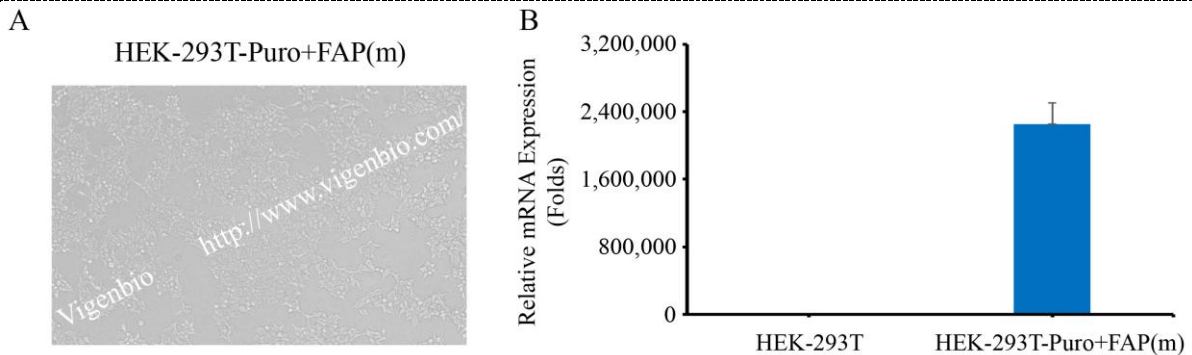 A
HEK-293T-Puro+FAP(m)
http://www.vigenbio.com/
Vigenbio
B
Relative mRNA Expression
(Folds)
3,200,000
2,400,000
1,600,000
800,000
0
HEK-293T
HEK-293T-Puro+FAP(m)